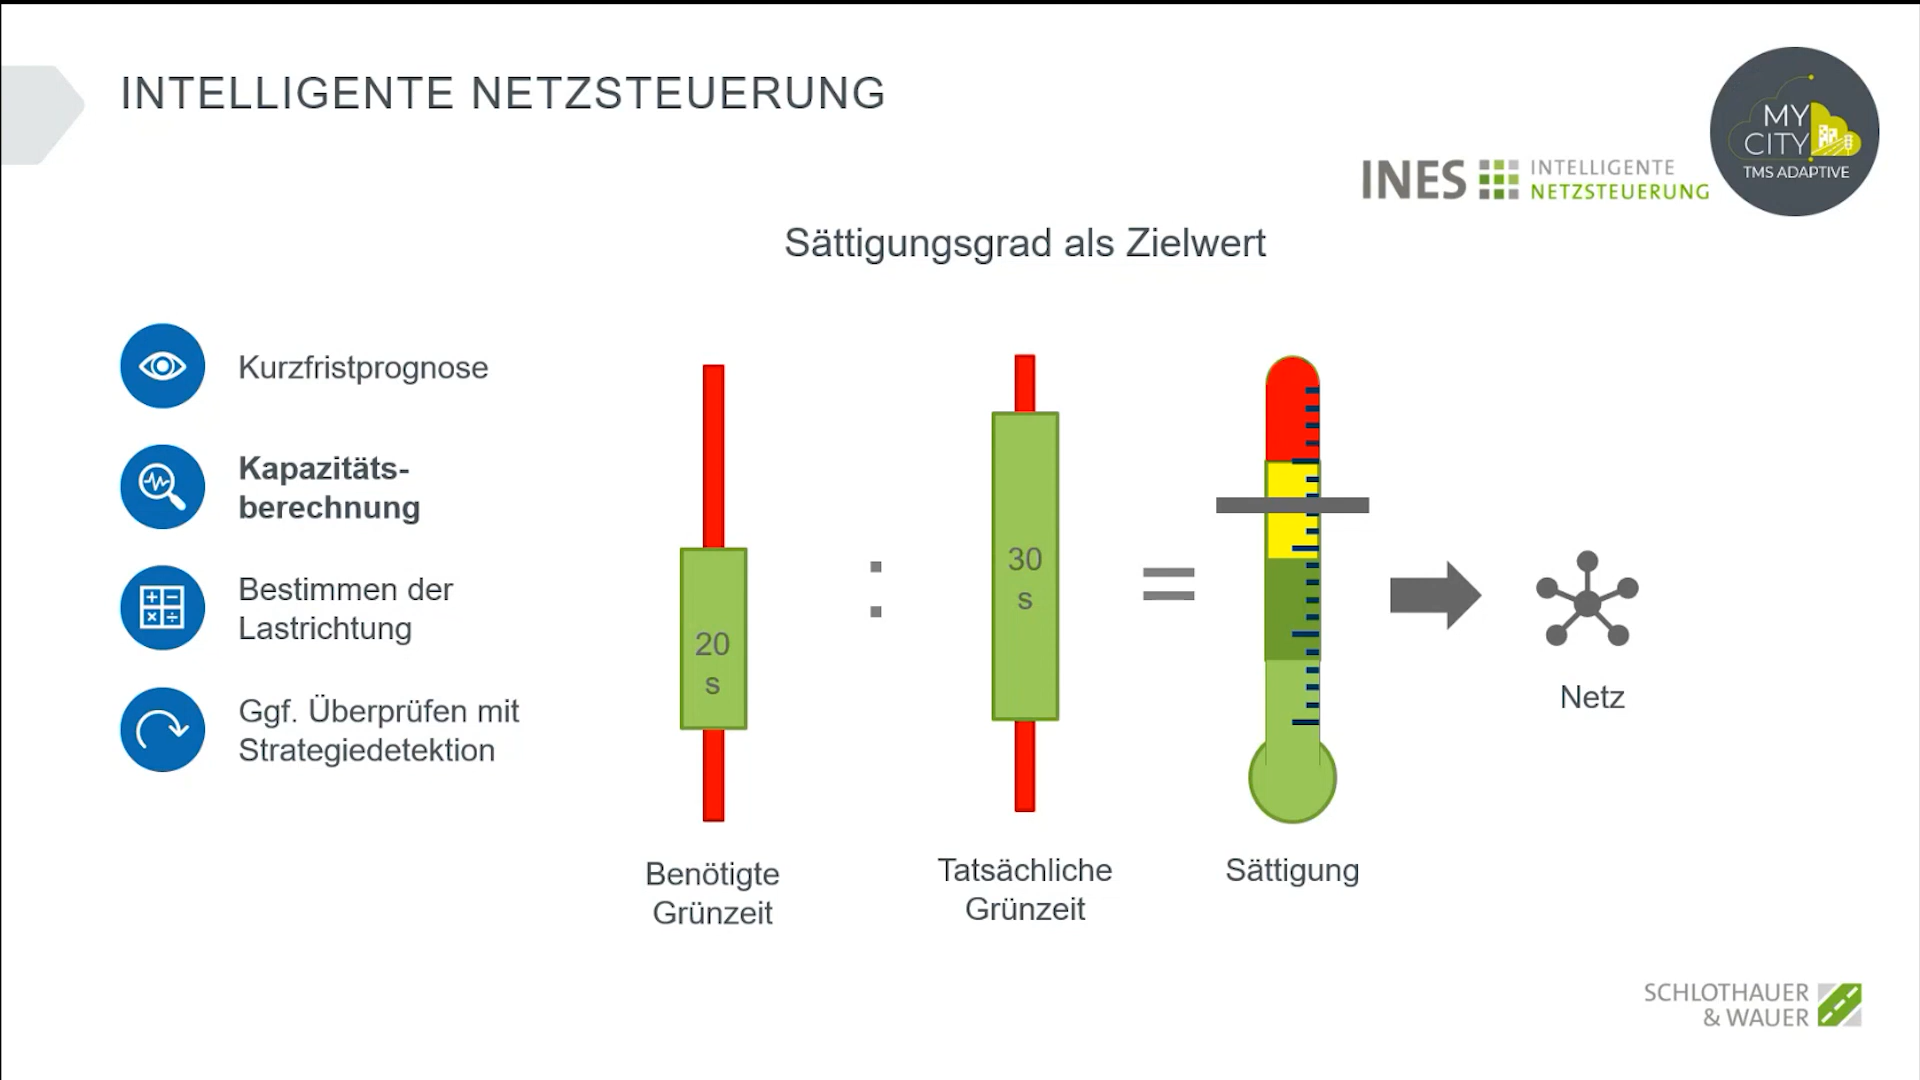 INTELLIGENTE NETZSTEUERUNG
MY
CITY
TMS ADAPTIVE
INES
INTELLIGENTE
NETZSTEUERUNG
Sättigungsgrad als Zielwert
Kurzfristprognose
Kapazitäts-
berechnung
Bestimmen der
Lastrichtung
Ggf. Überprüfen mit
Strategiedetektion
20
s
:
30
s
=
Benötigte
Grünzeit
Tatsächliche
Grünzeit
Sättigung
Netz
SCHLOTHAUER
& WAUER